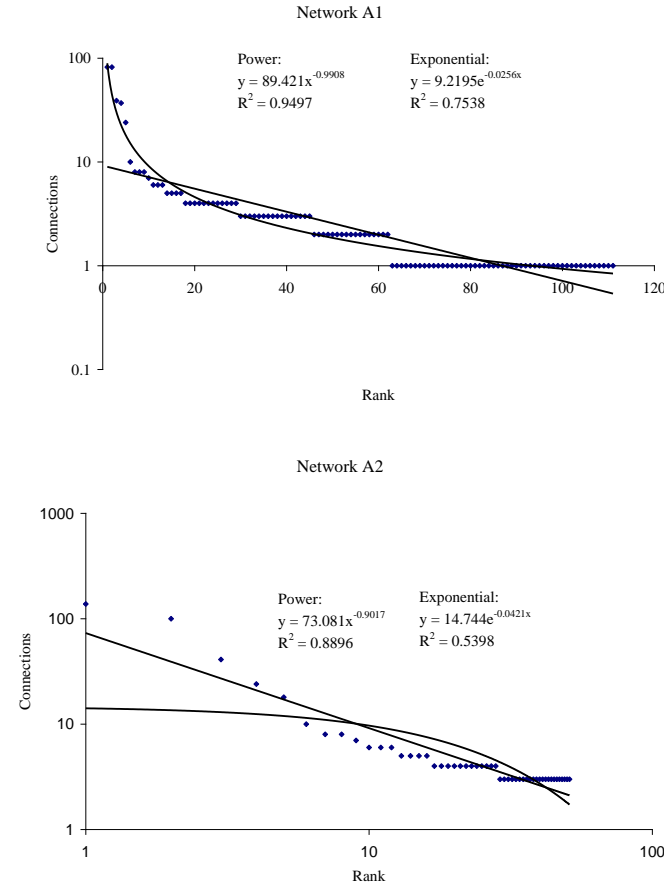 Network A1
Power: Exponential:
y = 89.421x^-0.9908 y = 9.2195e^-0.0256x
R^2 = 0.9497 R^2 = 0.7538
100
10
1
0.1
Connections
0 20 40 60 80 100 120
Rank
Network A2
Power: Exponential:
y = 73.081x^-0.9017 y = 14.744e^-0.0421x
R^2 = 0.8896 R^2 = 0.5398
1000
100
10
1
Connections
1 10 100
Rank